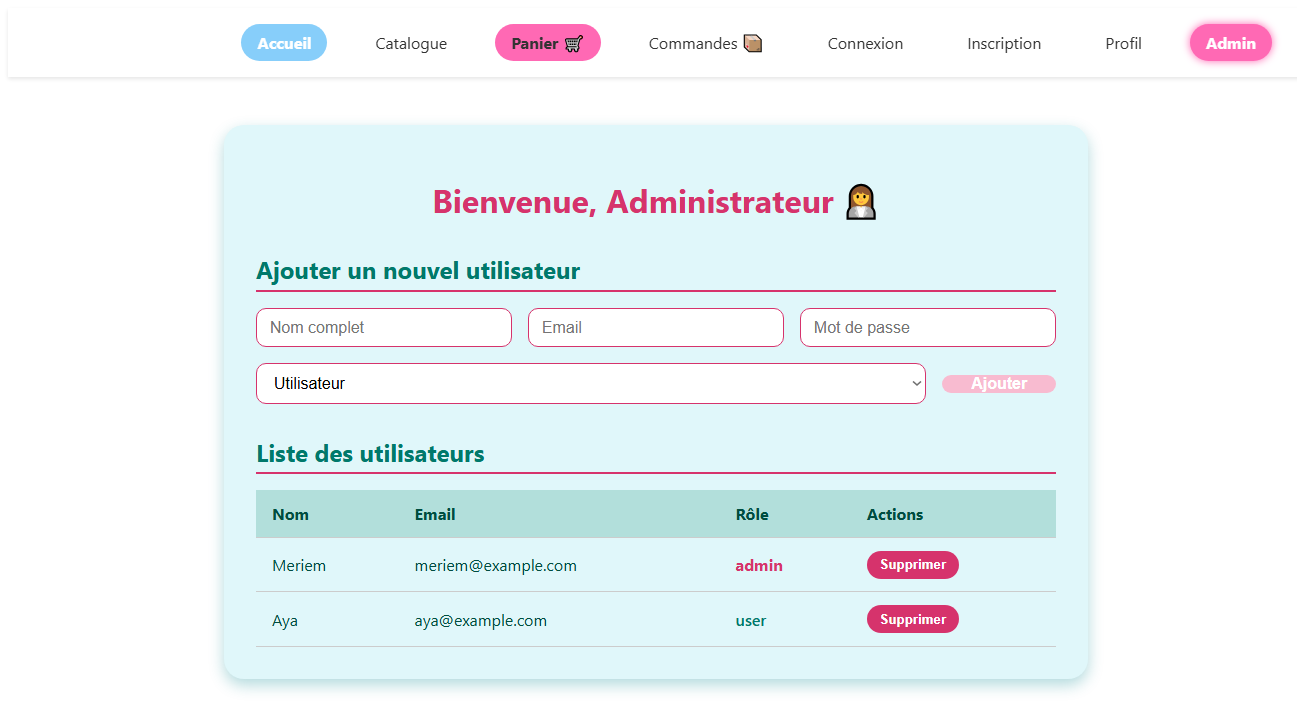 Accueil Catalogue Panier 🛒 Commandes 📦 Connexion Inscription Profil Admin
Bienvenue, Administrateur 👩‍💼
Ajouter un nouvel utilisateur
Nom complet Email Mot de passe
Utilisateur Ajouter
Liste des utilisateurs
Nom Email Rôle Actions
Meriem meriem@example.com admin Supprimer
Aya aya@example.com user Supprimer